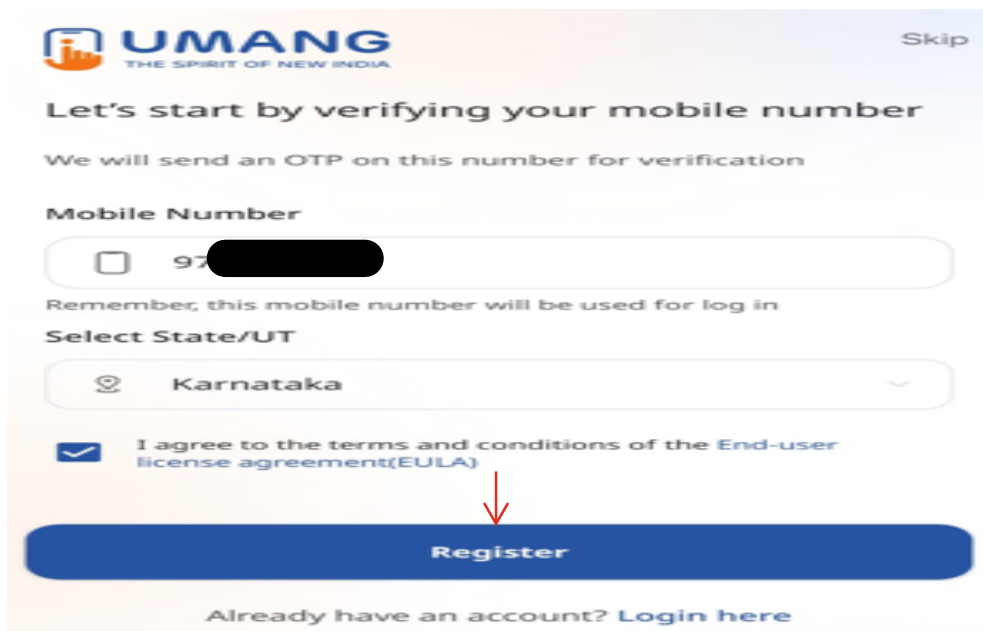 UMANG
THE SPIRIT OF NEW INDIA
Skip
Let's start by verifying your mobile number
We will send an OTP on this number for verification
Mobile Number
97
Remember, this mobile number will be used for log in
Select State/UT
Karnataka
I agree to the terms and conditions of the End-user
license agreement(EULA)
Register
Already have an account? Login here